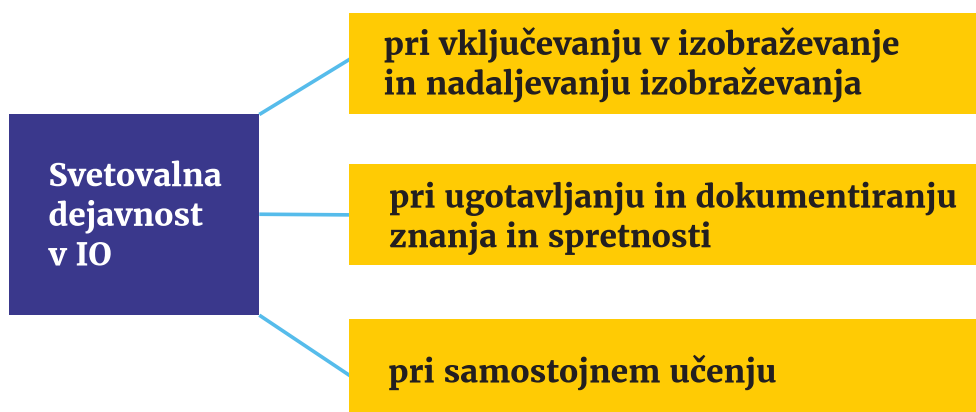 Svetovalna
dejavnost
v IO
pri vključevanju v izobraževanje
in nadaljevanju izobraževanja
pri ugotavljanju in dokumentiranju
znanja in spretnosti
pri samostojnem učenju